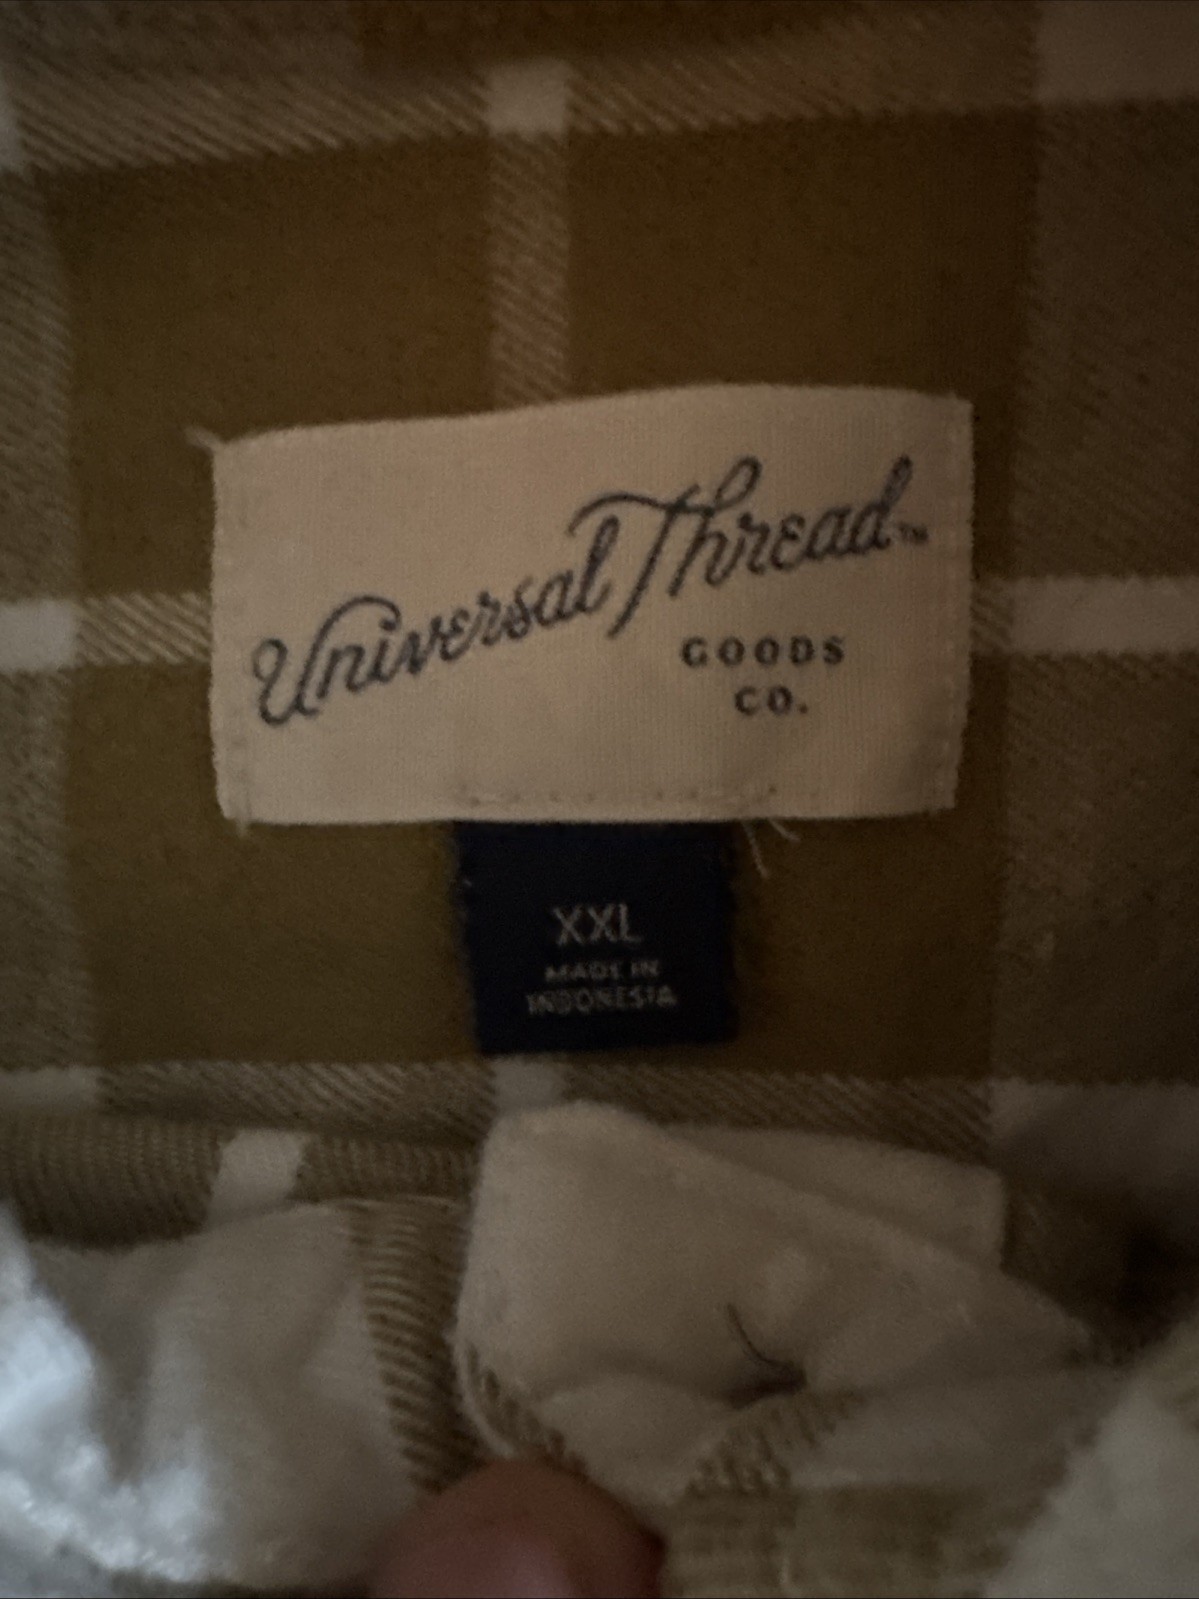 Universal Thread™
GOODS
CO.
XXL
MADE IN
INDONESIA